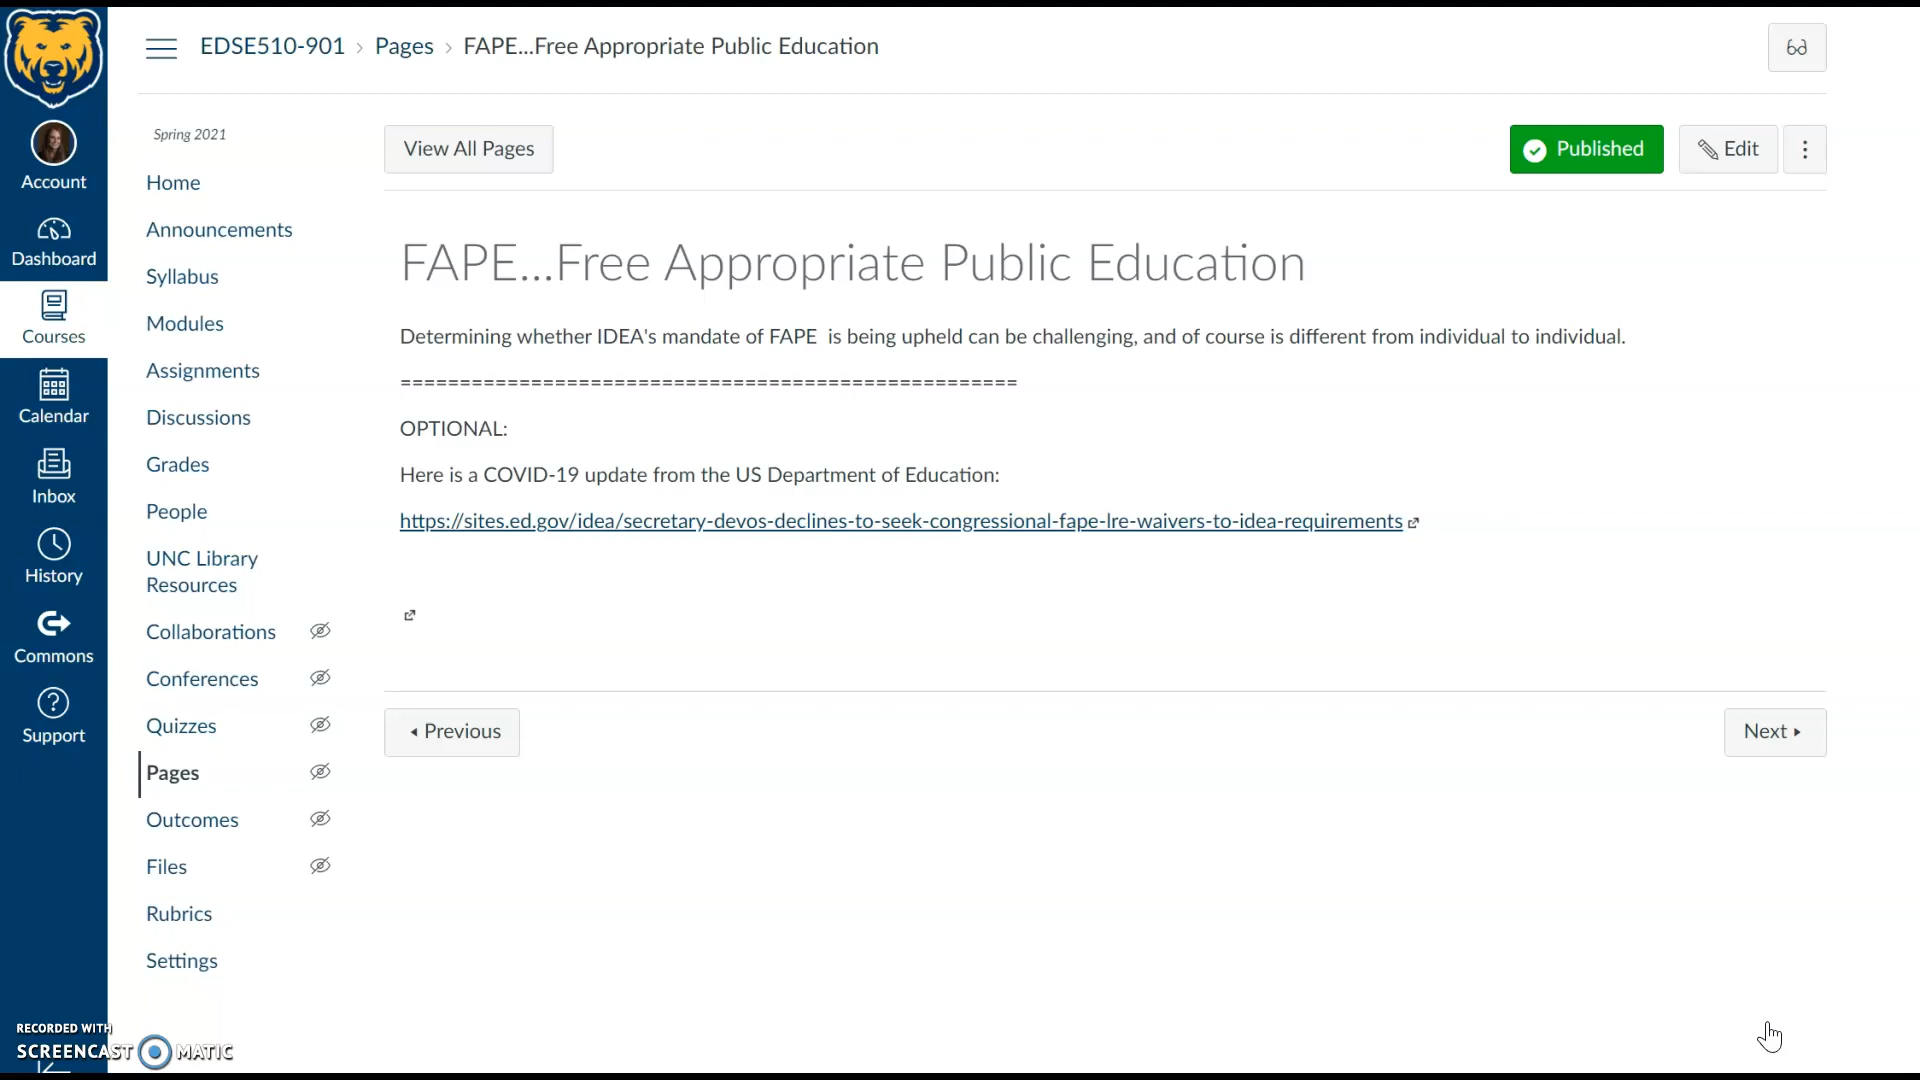 EDSE510-901 › Pages › FAPE...Free Appropriate Public Education
Account
Dashboard
Courses
Calendar
Inbox
History
Commons
Support
Spring 2021
Home
Announcements
Syllabus
Modules
Assignments
Discussions
Grades
People
UNC Library
Resources
Collaborations
Conferences
Quizzes
Pages
Outcomes
Files
Rubrics
Settings
View All Pages
Published
Edit
FAPE...Free Appropriate Public Education
Determining whether IDEA's mandate of FAPE  is being upheld can be challenging, and of course is different from individual to individual.
====================================================
OPTIONAL:
Here is a COVID-19 update from the US Department of Education:
https://sites.ed.gov/idea/secretary-devos-declines-to-seek-congressional-fape-lre-waivers-to-idea-requirements
Previous
Next
RECORDED WITH
SCREENCAST MATIC